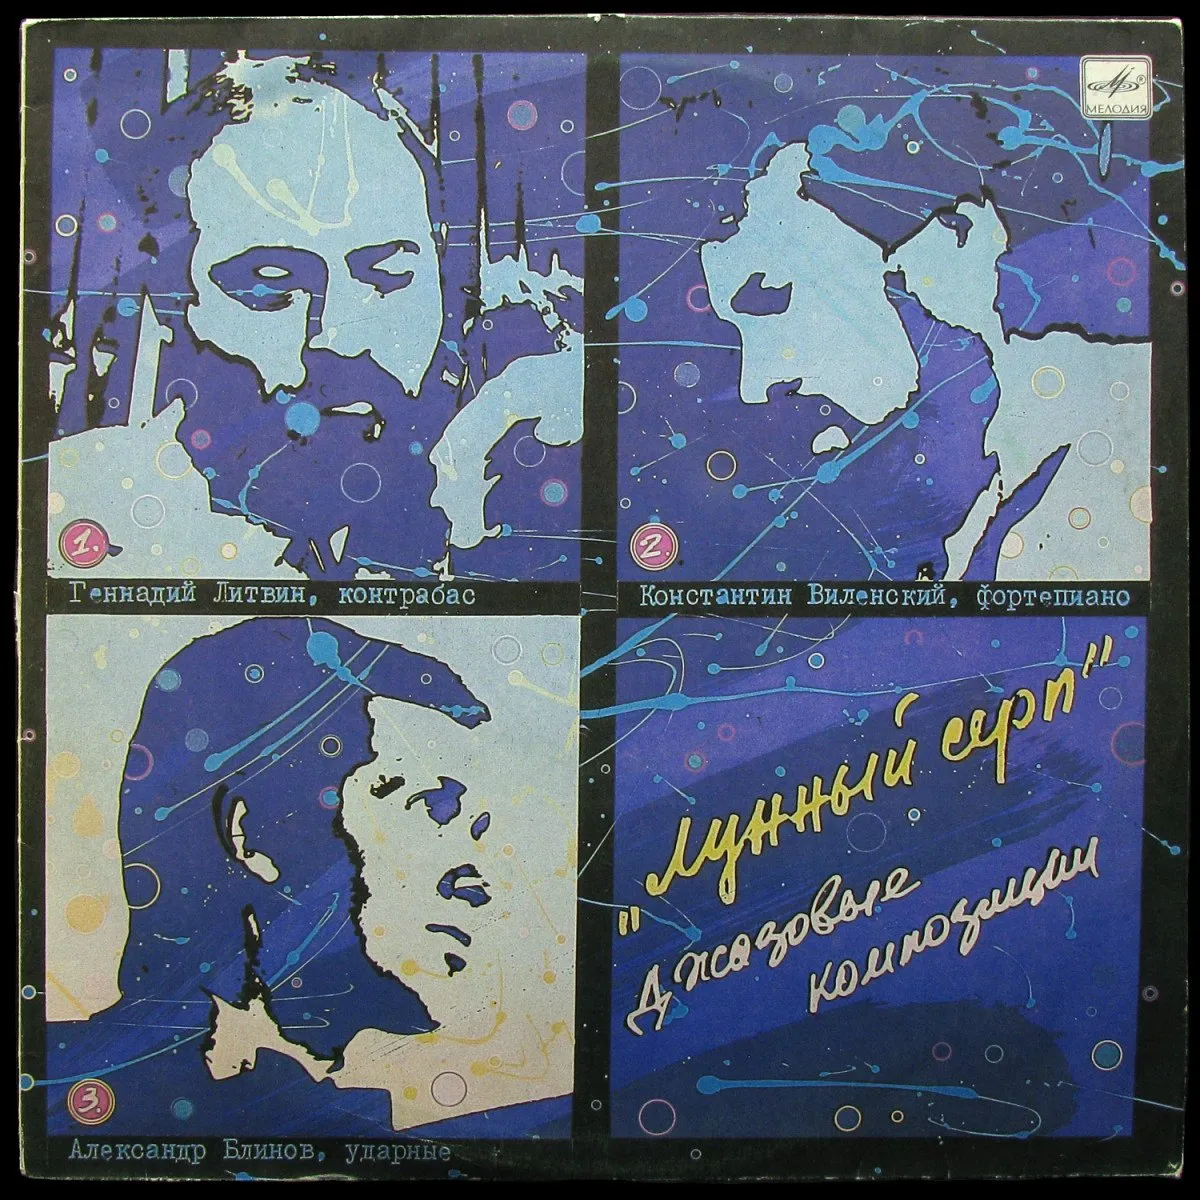 МЕЛОДИЯ
1.
Геннадий Литвин, контрабас
2.
Константин Виленский, фортепиано
3.
Александр Блинов, ударные
"Лунный серп"
Джазовые
композиции